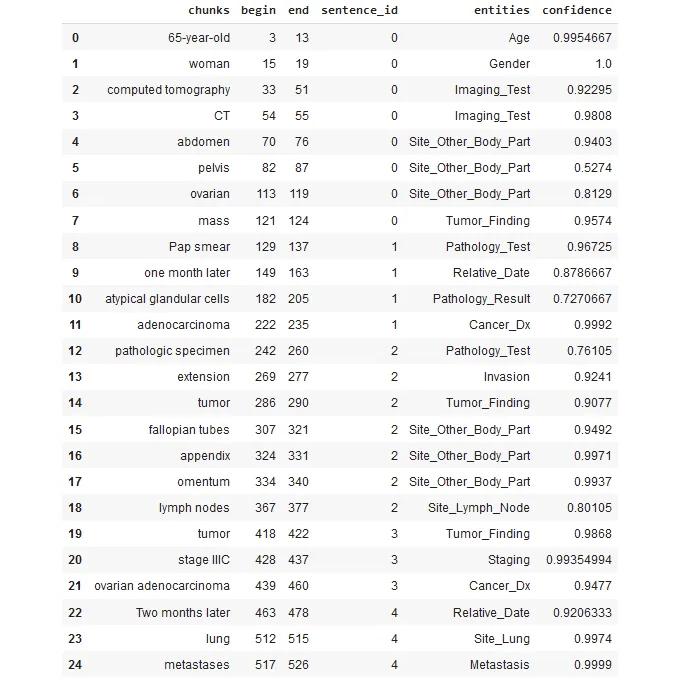 chunks begin end sentence_id entities confidence
0 65-year-old 3 13 0 Age 0.9954667
1 woman 15 19 0 Gender 1.0
2 computed tomography 33 51 0 Imaging_Test 0.92295
3 CT 54 55 0 Imaging_Test 0.9808
4 abdomen 70 76 0 Site_Other_Body_Part 0.9403
5 pelvis 82 87 0 Site_Other_Body_Part 0.5274
6 ovarian 113 119 0 Site_Other_Body_Part 0.8129
7 mass 121 124 0 Tumor_Finding 0.9574
8 Pap smear 129 137 1 Pathology_Test 0.96725
9 one month later 149 163 1 Relative_Date 0.8786667
10 atypical glandular cells 182 205 1 Pathology_Result 0.7270667
11 adenocarcinoma 222 235 1 Cancer_Dx 0.9992
12 pathologic specimen 242 260 2 Pathology_Test 0.76105
13 extension 269 277 2 Invasion 0.9241
14 tumor 286 290 2 Tumor_Finding 0.9077
15 fallopian tubes 307 321 2 Site_Other_Body_Part 0.9492
16 appendix 324 331 2 Site_Other_Body_Part 0.9971
17 omentum 334 340 2 Site_Other_Body_Part 0.9937
18 lymph nodes 367 377 2 Site_Lymph_Node 0.80105
19 tumor 418 422 3 Tumor_Finding 0.9868
20 stage IIIC 428 437 3 Staging 0.99354994
21 ovarian adenocarcinoma 439 460 3 Cancer_Dx 0.9477
22 Two months later 463 478 4 Relative_Date 0.9206333
23 lung 512 515 4 Site_Lung 0.9974
24 metastases 517 526 4 Metastasis 0.9999